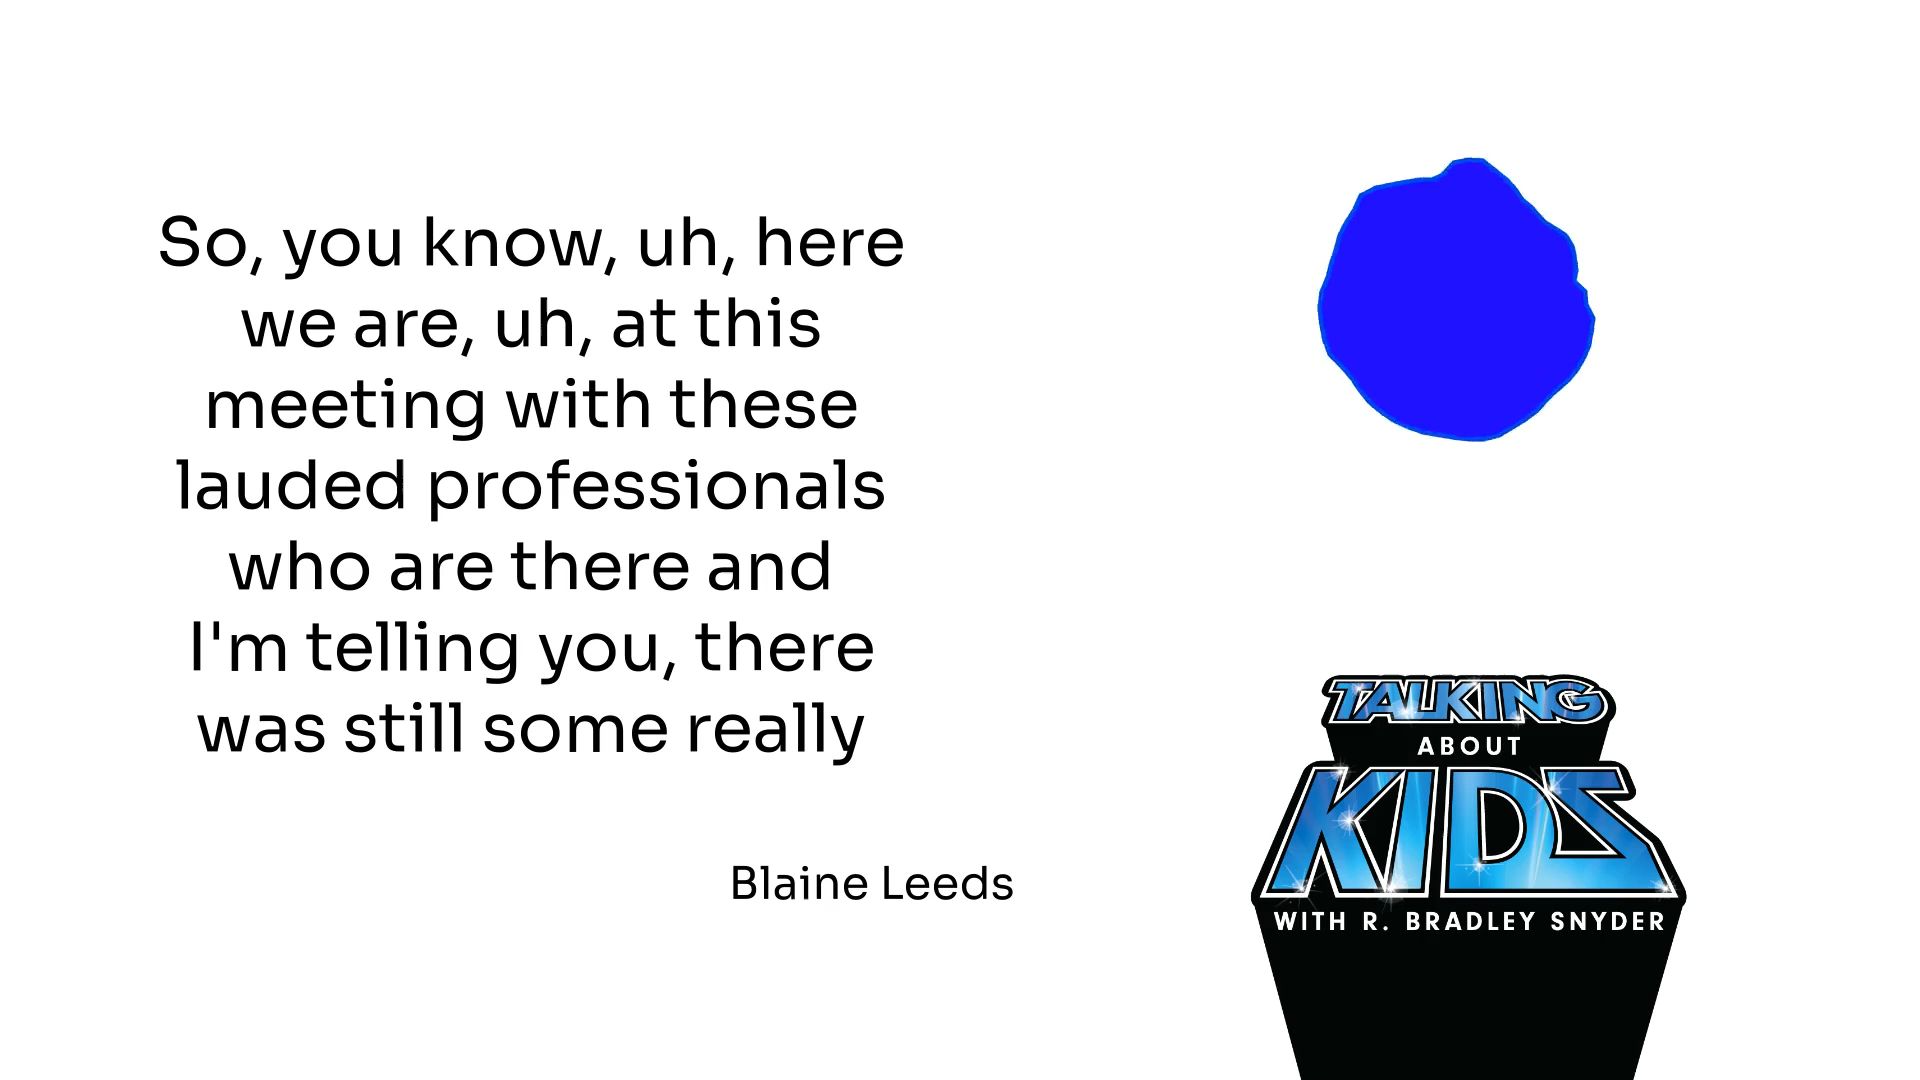 So, you know, uh, here
we are, uh, at this
meeting with these
lauded professionals
who are there and
I'm telling you, there
was still some really
Blaine Leeds
TALKING
ABOUT
KIDS
WITH R. BRADLEY SNYDER